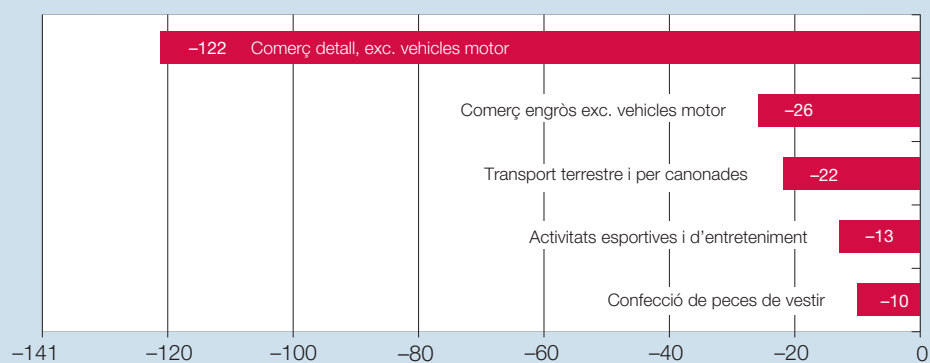 –122 Comerç detall, exc. vehicles motor
Comerç engròs exc. vehicles motor –26
Transport terrestre i per canonades –22
Activitats esportives i d’entreteniment –13
Confecció de peces de vestir –10
–141 –120 –100 –80 –60 –40 –20 0